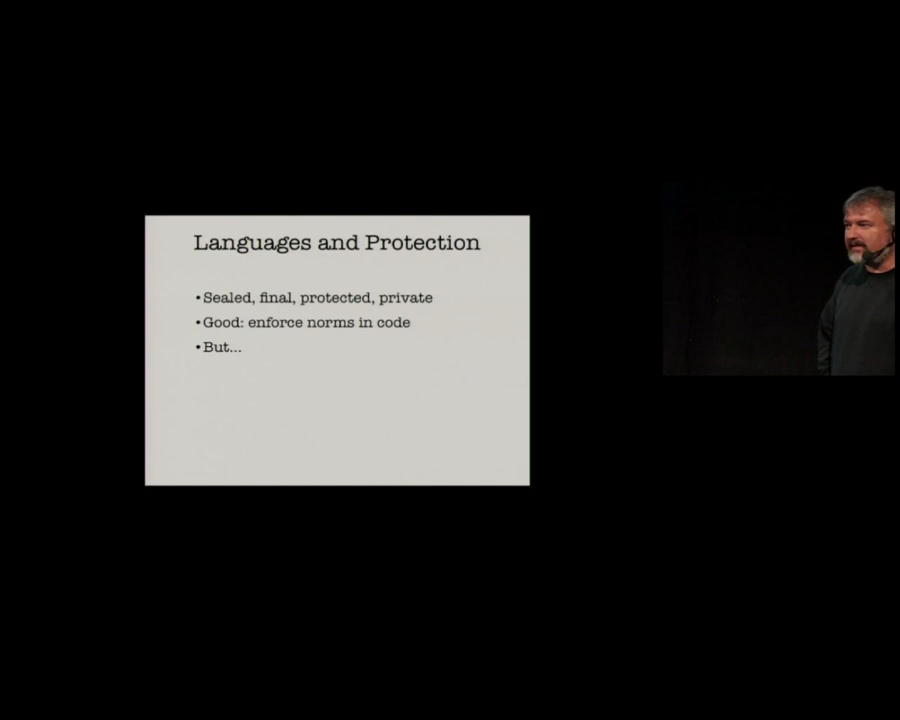 Languages and Protection
• Sealed, final, protected, private
• Good: enforce norms in code
• But...